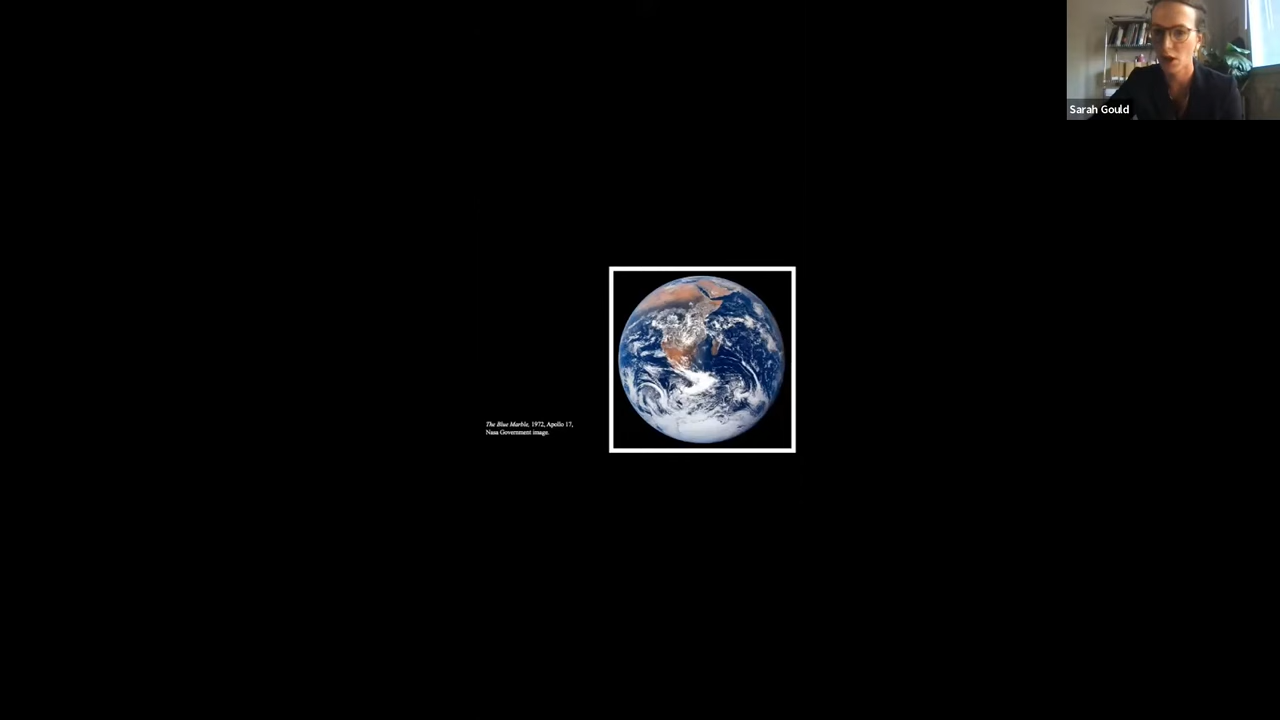 Sarah Gould
The Blue Marble, 1972, Apollo 17,
Nasa Government image.